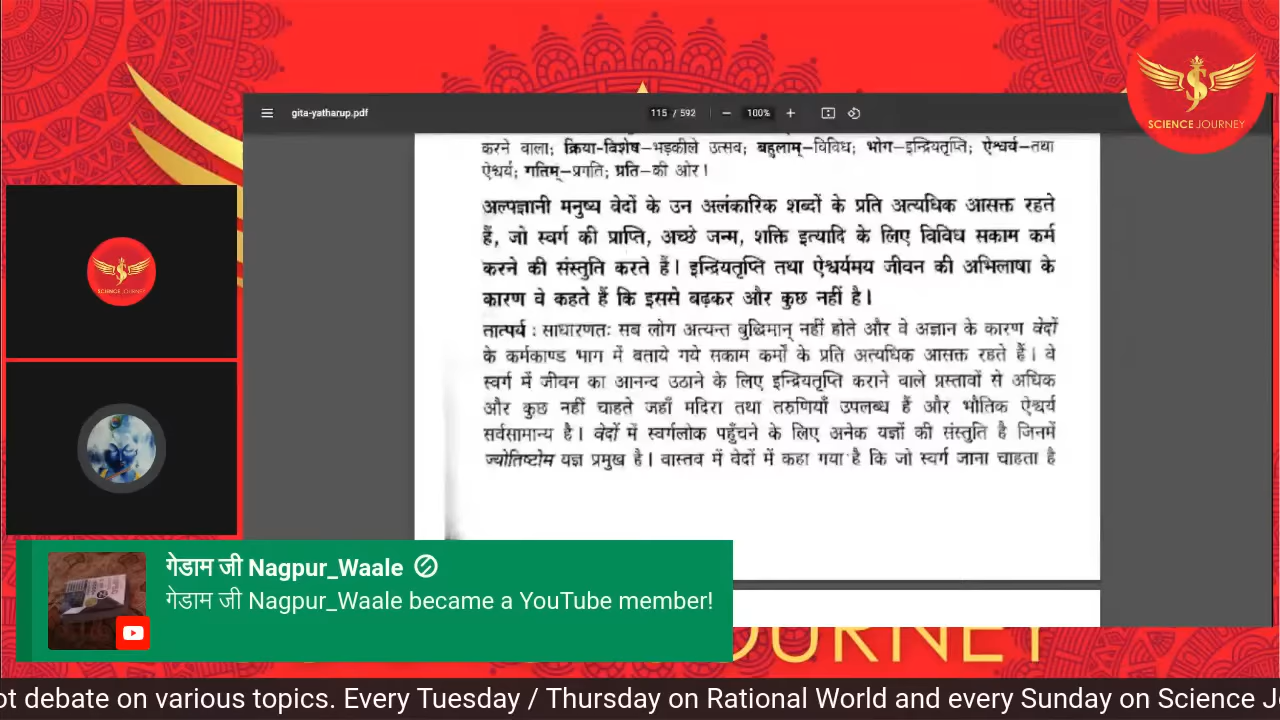 SCIENCE JOURNEY
gita-yatharup.pdf
115 / 592
100%
करने वाला; क्रिया-विशेष–भड़कीले उत्सव; बहुलाम्–विविध; भोग–इन्द्रियतृप्ति; ऐश्वर्य–तथा
ऐश्वर्य; गतिम्–प्रगति; प्रति–की ओर।
अल्पज्ञानी मनुष्य वेदों के उन अलंकारिक शब्दों के प्रति अत्यधिक आसक्त रहते
हैं, जो स्वर्ग की प्राप्ति, अच्छे जन्म, शक्ति इत्यादि के लिए विविध सकाम कर्म
करने की संस्तुति करते हैं। इन्द्रियतृप्ति तथा ऐश्वर्यमय जीवन की अभिलाषा के
कारण वे कहते हैं कि इससे बढ़कर और कुछ नहीं है।
तात्पर्य : साधारणतः सब लोग अत्यन्त बुद्धिमान् नहीं होते और वे अज्ञान के कारण वेदों
के कर्मकाण्ड भाग में बताये गये सकाम कर्मों के प्रति अत्यधिक आसक्त रहते हैं। वे
स्वर्ग में जीवन का आनन्द उठाने के लिए इन्द्रियतृप्ति कराने वाले प्रस्तावों से अधिक
और कुछ नहीं चाहते जहाँ मदिरा तथा तरुणियाँ उपलब्ध हैं और भौतिक ऐश्वर्य
सर्वसामान्य है। वेदों में स्वर्गलोक पहुँचने के लिए अनेक यज्ञों की संस्तुति है जिनमें
ज्योतिष्टोम यज्ञ प्रमुख है। वास्तव में वेदों में कहा गया है कि जो स्वर्ग जाना चाहता है
SCIENCE JOURNEY
गेडाम जी Nagpur_Waale
गेडाम जी Nagpur_Waale became a YouTube member!
OURNEY
ot debate on various topics. Every Tuesday / Thursday on Rational World and every Sunday on Science J